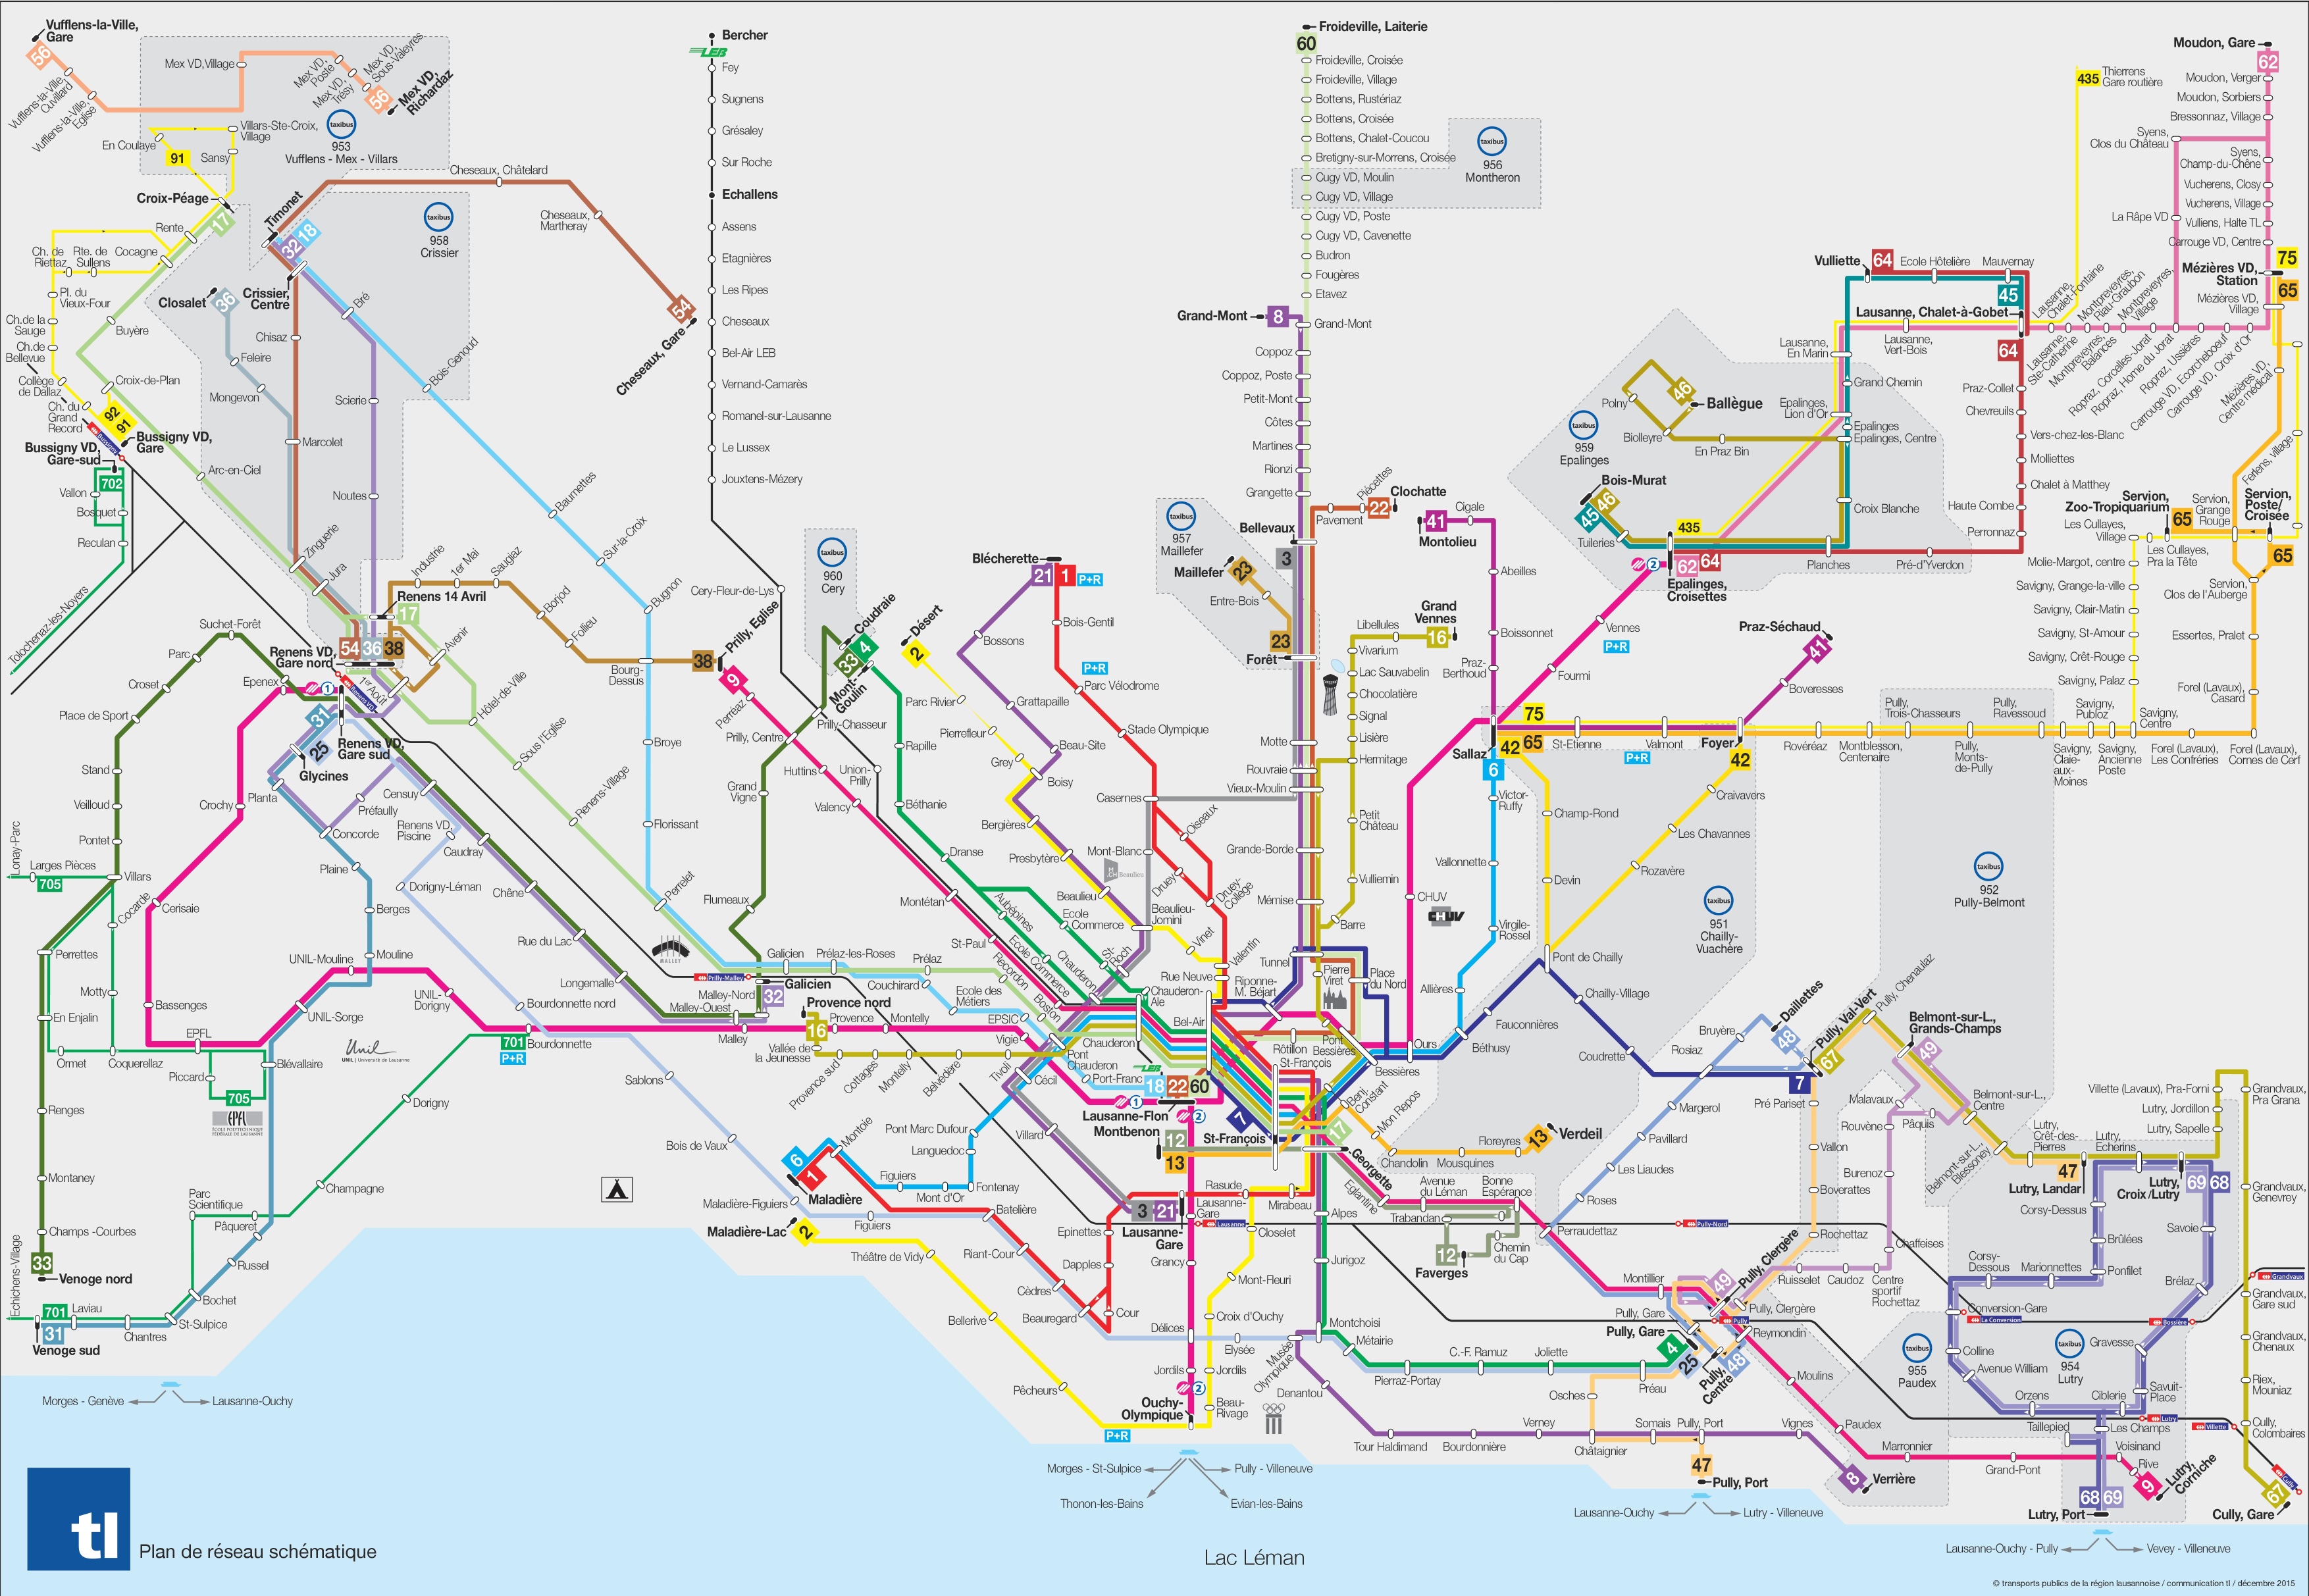 Vufflens-la-Ville,
Gare
56
Vufflens-la-Ville,
Cuvillard
Vufflens-la-Ville,
Eglise
Mex VD,Village
Mex VD,
Poste
Mex VD,
Trésy
Mex VD,
Sous-Valeyres
56
Mex VD,
Richardaz
taxibus
953
Vufflens - Mex - Villars
Villars-Ste-Croix,
Village
En Coulaye
91
Sansy
Croix-Péage
17
Rente
Ch. de
Riettaz
Rte. de
Sullens
Cocagne
Pl. du
Vieux-Four
Ch.de la
Sauge
Ch.de
Bellevue
Collège
de Dallaz
Ch. du
Grand
Record
Buyère
Croix-de-Plan
92
91
Bussigny VD,
Gare
Bussigny VD,
Gare-sud
702
Vallon
Bosquet
Reculan
Tolochenaz-les-Noyers
Arc-en-Ciel
Zinguerie
Jura
Timonet
32
18
Crissier,
Centre
Closalet
36
Feleire
Mongevon
Chisaz
Scierie
Marcolet
Noutes
Bré
Bois-Genoud
Baumettes
Sur-la-Croix
Bugnon
taxibus
958
Crissier
Cheseaux, Châtelard
Cheseaux,
Martheray
54
Cheseaux, Gare
Bercher
LEB
Fey
Sugnens
Grésaley
Sur Roche
Echallens
Assens
Etagnières
Les Ripes
Cheseaux
Bel-Air LEB
Vernand-Camarès
Romanel-sur-Lausanne
Le Lussex
Jouxtens-Mézery
Cery-Fleur-de-Lys
taxibus
960
Cery
Industrie
1er Mai
Saugiaz
Renens 14 Avril
17
Borjod
Follieu
Bourg-
Dessus
38
Prilly, Eglise
9
Perréaz
Prilly, Centre
Huttins
Valency
Union-
Prilly
Prilly-Chasseur
Coudraie
4
33
Mont-
Goulin
Désert
2
Parc Rivier
Pierrefleur
Grey
Rapille
Béthanie
Dranse
Grand
Vigne
Flumeaux
Suchet-Forêt
Parc
Croset
Place de Sport
Stand
Veilloud
Pontet
Villars
Epenex
Renens VD,
Gare nord
54
36
38
Avenir
1er Août
Hôtel-de-Ville
Sous l'Eglise
Renens-Village
Perrelet
Broye
Florissant
31
25
Glycines
Renens VD,
Gare sud
Planta
Préfaully
Concorde
Censuy
Renens VD,
Piscine
Caudray
Chêne
Plaine
Dorigny-Léman
Berges
Rue du Lac
Mouline
Longemalle
Crochy
Cerisaie
Bassenges
UNIL-Mouline
UNIL-
Dorigny
UNIL-Sorge
Bourdonnette nord
Lonay-Parc
Larges Pièces
705
Cocarde
Perrettes
Motty
En Enjalin
Ormet
Coquerellaz
EPFL
Piccard
705
Blévallaire
Unil
EPFL
Renges
Montaney
Champs -Courbes
33
Venoge nord
Echichens-Village
701
Laviau
31
Venoge sud
Chantres
St-Sulpice
Bochet
Russel
Pâqueret
Parc
Scientifique
Champagne
Dorigny
Sablons
Bois de Vaux
701
P+R
Bourdonnette
Malley
Malley-Ouest
Malley-Nord
Prilly-Malley
Galicien
32
Galicien
Prélaz-les-Roses
Prélaz
Couchirard
Ecole des
Métiers
EPSIC
Vigie
Provence nord
16
Provence
Montelly
Vallée de
la Jeunesse
Provence sud
Cottages
Montelly
Belvédère
Tivoli
Cécil
Port-Franc
Pont
Chauderon
Chauderon
Montétan
St-Paul
Recordon
Boston
Ecole Commerce
Aubépines
Ecole
Commerce
Chauderon
St-
Roch
Chauderon-
Ale
Bel-Air
Rue Neuve
Blécherette
21
1
P+R
Bois-Gentil
P+R
Parc Vélodrome
Stade Olympique
Bossons
Grattapaille
Beau-Site
Boisy
Bergières
Presbytère
Beaulieu
Beaulieu-
Jomini
Mont-Blanc
Casernes
Oiseaux
Druey
Druey-
Collège
Vinet
Valentin
Riponne-
M. Béjart
Froideville, Laiterie
60
Froideville, Croisée
Froideville, Village
Bottens, Rustériaz
Bottens, Croisée
Bottens, Chalet-Coucou
Bretigny-sur-Morrens, Croisée
Cugy VD, Moulin
Cugy VD, Village
Cugy VD, Poste
Cugy VD, Cavenette
Budron
Fougères
Etavez
Grand-Mont
taxibus
956
Montheron
Grand-Mont
8
Coppoz
Coppoz, Poste
Petit-Mont
Côtes
Martines
Rionzi
Grangette
Bellevaux
3
Pavement
Piécettes
Clochatte
22
taxibus
957
Maillefer
Maillefer
23
Entre-Bois
23
Forêt
Motte
Rouvraie
Vieux-Moulin
Grande-Borde
Mémise
Tunnel
Libellules
Grand
Vennes
16
Vivarium
Lac Sauvabelin
Chocolatière
Signal
Lisière
Hermitage
Petit
Château
Vulliemin
Barre
Pierre
Viret
Place
du Nord
Rôtillon
Pont
Bessières
Bessières
St-François
Ours
CHUV
CHUV
41
Montolieu
Cigale
Abeilles
Boissonnet
Praz-
Berthoud
Vennes
P+R
Fourmi
Sallaz
75
42
65
6
St-Etienne
P+R
Valmont
Foyer
42
Praz-Séchaud
41
Boveresses
Victor-
Ruffy
Vallonnette
Virgile-
Rossel
Allières
Béthusy
Fauconnières
Champ-Rond
Devin
Pont de Chailly
Rozavère
Les Chavannes
Craivavers
Chailly-Village
Coudrette
taxibus
951
Chailly-
Vuachère
taxibus
952
Pully-Belmont
Vulliette
64
Ecole Hôtelière
Mauvernay
45
Lausanne, Chalet-à-Gobet
64
Lausanne,
Vert-Bois
Lausanne,
En Marin
Grand Chemin
Epalinges,
Lion d'Or
Epalinges
Epalinges, Centre
Croix Blanche
46
Ballègue
Polny
Biolleyre
En Praz Bin
taxibus
959
Epalinges
Bois-Murat
46
45
Tuileries
435
2
62
64
Epalinges,
Croisettes
Planches
Pré-d'Yverdon
Praz-Collet
Chevreuils
Vers-chez-les-Blanc
Molliettes
Chalet à Matthey
Haute Combe
Perronnaz
435
Thierrens
Gare routière
Moudon, Gare
62
Moudon, Verger
Moudon, Sorbiers
Bressonnaz, Village
Syens,
Clos du Château
Syens,
Champ-du-Chêne
Vucherens, Closy
Vucherens, Village
La Râpe VD
Vulliens, Halte TL
Carrouge VD, Centre
Mézières VD,
Station
75
65
Mézières VD,
Village
Mézières VD,
Centre médical
Lausanne,
Chalet-Fontaine
Lausanne,
Ste-Catherine
Montpreveyres,
Riau-Graubon
Montpreveyres,
Balances
Montpreveyres,
Village
Ropraz, Corcelles-Jorat
Ropraz, Home du Jorat
Ropraz, Ussières
Carrouge VD, Ecorcheboeuf
Carrouge VD, Croix d'Or
Ferlens, village
Servion,
Zoo-Tropiquarium
65
Servion,
Grange
Rouge
Servion,
Poste/
Croisée
65
Les Cullayes,
Village
Les Cullayes,
Pra la Tête
Molie-Margot, centre
Savigny, Grange-la-ville
Savigny, Clair-Matin
Savigny, St-Amour
Savigny, Crêt-Rouge
Savigny, Palaz
Savigny,
Centre
Servion,
Clos de l'Auberge
Essertes, Pralet
Forel (Lavaux),
Casard
Rovéréaz
Montblesson,
Centenaire
Pully,
Trois-Chasseurs
Pully,
Monts-
de-Pully
Pully,
Ravessoud
Savigny,
Claie-
aux-
Moines
Savigny,
Publoz
Savigny,
Ancienne
Poste
Forel (Lavaux),
Les Confréries
Forel (Lavaux),
Cornes de Cerf
LEB
18
22
60
Lausanne-Flon
1
2
Montbenon
12
13
7
St-François
17
Georgette
Benj.
Constant
Mon Repos
Chandolin
Mousquines
Floreyres
13
Verdeil
Villard
Pont Marc Dufour
Languedoc
Fontenay
Mont d'Or
Figuiers
Montoie
6
1
Maladière
Maladière-Figuiers
Maladière-Lac
2
Figuiers
Théâtre de Vidy
Bellerive
Pêcheurs
P+R
Batelière
Riant-Cour
Cèdres
Beauregard
Cour
Dapples
Epinettes
3
21
Lausanne-
Gare
Lausanne-
Gare
Lausanne
Rasude
Mirabeau
Closelet
Grancy
Mont-Fleuri
Croix d'Ouchy
Délices
Elysée
Jordils
Jordils
2
Ouchy-
Olympique
Beau-
Rivage
Musée
Olympique
Alpes
Jurigoz
Montchoisi
Métairie
Pierraz-Portay
C.-F. Ramuz
Joliette
Préau
Denantou
Tour Haldimand
Bourdonnière
Verney
Châtaignier
Osches
Somais
Pully, Port
47
Pully, Port
Vignes
8
Verrière
Eglantine
Avenue
du Léman
Bonne
Espérance
Trabandan
12
Faverges
Chemin
du Cap
Perraudettaz
Roses
Les Liaudes
Pavillard
Margerol
Rosiaz
Bruyère
48
Daillettes
7
Pully, Val-Vert
67
Pully, Chenaulaz
Pré Pariset
Vallon
Boverattes
Rochettaz
Pully-Nord
Belmont-sur-L.,
Grands-Champs
49
Malavaux
Rouvène
Pâquis
Burenoz
Chaffeises
Ruisselet
Caudoz
Centre
sportif
Rochettaz
Belmont-sur-L.,
Centre
Belmont-sur-L.,
Blessoney
Montillier
49
Pully, Clergère
Pully, Clergère
Pully, Gare
Pully, Gare
Pully
4
25
Pully,
Centre
48
Reymondin
Moulins
Paudex
Marronnier
Grand-Pont
Voisinand
Rive
9
Lutry,
Corniche
taxibus
955
Paudex
taxibus
954
Lutry
Lutry,
Crêt-des-
Pierres
47
Lutry, Landar
Lutry,
Echerins
Lutry,
Croix /Lutry
69
68
Villette (Lavaux), Pra-Forni
Lutry, Jordillon
Lutry, Sapelle
Grandvaux,
Pra Grana
Grandvaux,
Genevrey
Grandvaux
Grandvaux,
Gare sud
Grandvaux,
Chenaux
Riex,
Mouniaz
Cully,
Colombaires
Villette
Cully
67
Cully, Gare
Corsy-Dessus
Brûlées
Ponfilet
Savoie
Brélaz
Corsy-
Dessous
Marionnettes
Conversion-Gare
La Conversion
Bossière
Gravesse
Colline
Avenue William
Orzens
Ciblerie
Savuit-
Place
Taillepied
Les Champs
Lutry
68
69
Lutry, Port
Morges - Genève
Lausanne-Ouchy
Morges - St-Sulpice
Pully - Villeneuve
Thonon-les-Bains
Evian-les-Bains
Lausanne-Ouchy
Lutry - Villeneuve
Lausanne-Ouchy - Pully
Vevey - Villeneuve
tl
Plan de réseau schématique
Lac Léman
© transports publics de la région lausannoise / communication tl / décembre 2015